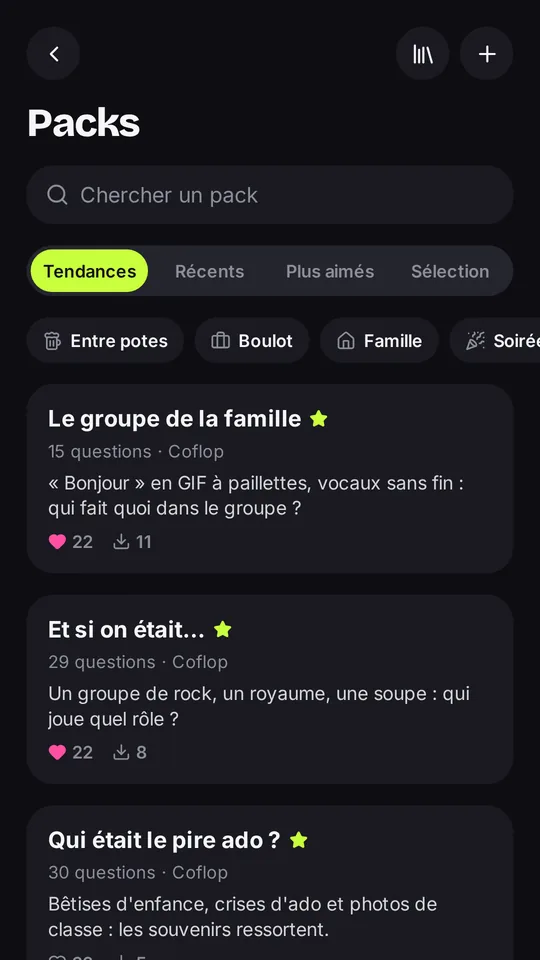 Packs
Chercher un pack
Tendances Récents Plus aimés Sélection
Entre potes Boulot Famille Soirée
Le groupe de la famille
15 questions · Coflop
« Bonjour » en GIF à paillettes, vocaux sans fin :
qui fait quoi dans le groupe ?
22 11
Et si on était...
29 questions · Coflop
Un groupe de rock, un royaume, une soupe : qui
joue quel rôle ?
22 8
Qui était le pire ado ?
30 questions · Coflop
Bêtises d'enfance, crises d'ado et photos de
classe : les souvenirs ressortent.